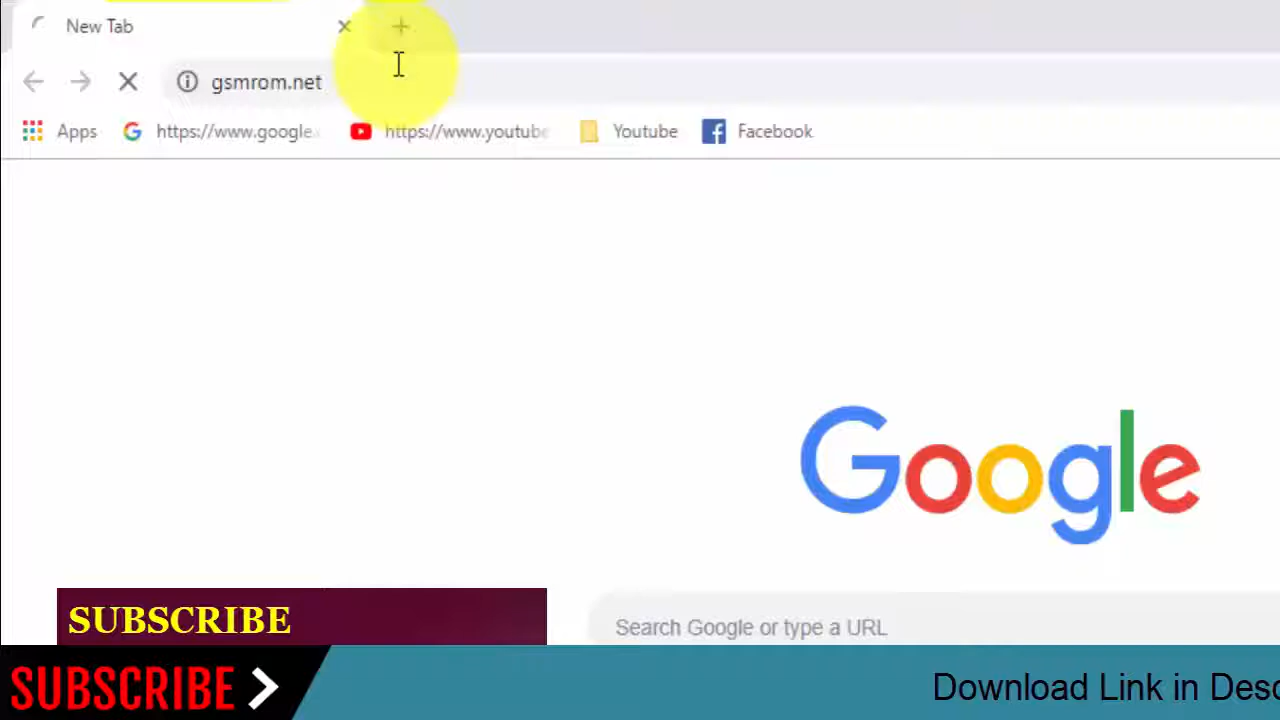 New Tab
gsmrom.net
Apps https://www.google. https://www.youtube Youtube Facebook
Google
Search Google or type a URL
SUBSCRIBE
SUBSCRIBE
Download Link in Desc